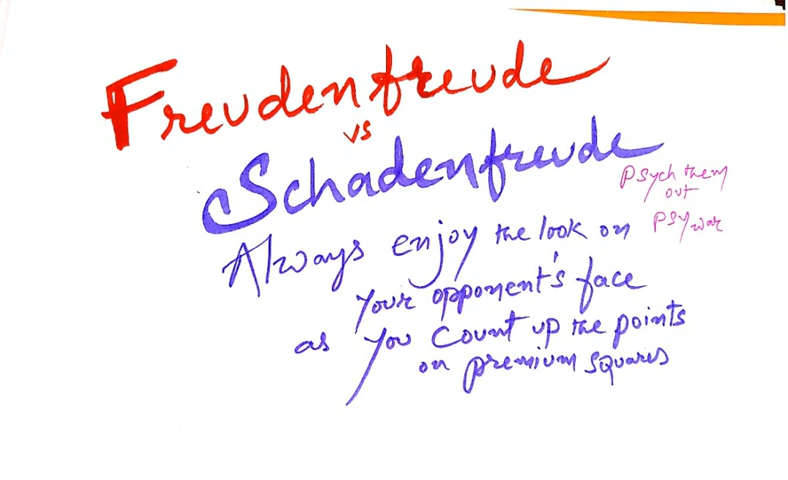 Freudenfreude
vs
Schadenfreude
Psych them
out
Psy war
Always enjoy the look on
your opponent's face
as you count up the points
on premium squares